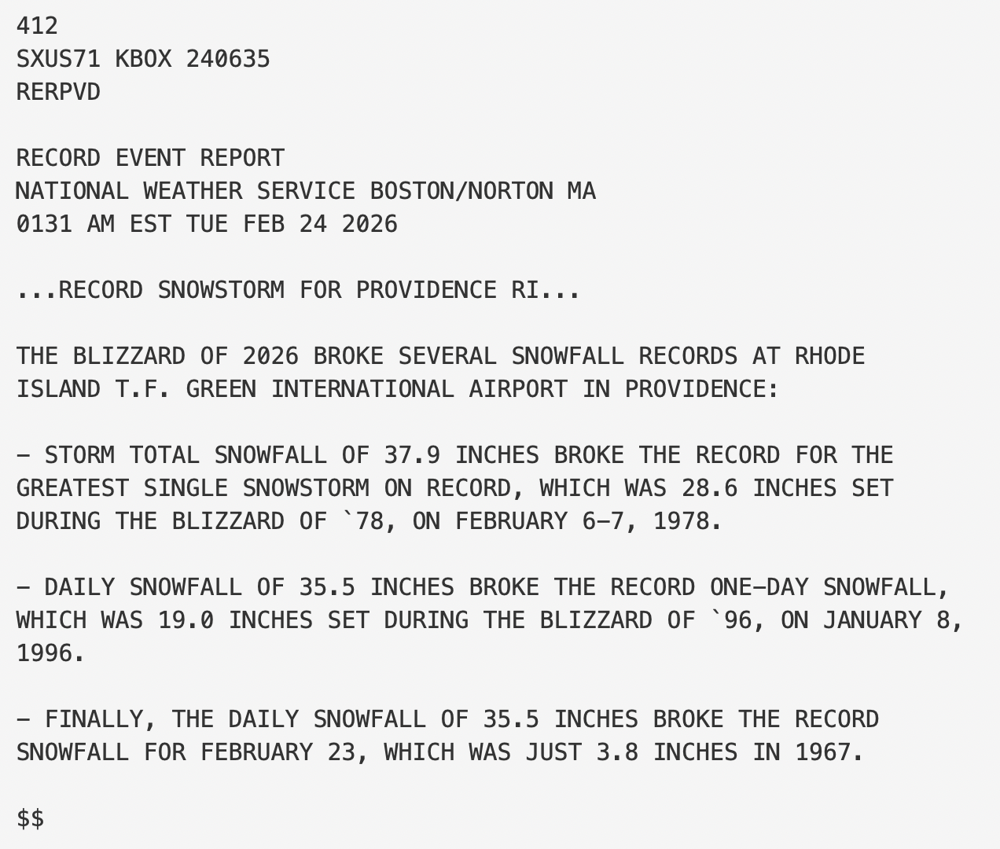 412
SXUS71 KBOX 240635
RERPVD
RECORD EVENT REPORT
NATIONAL WEATHER SERVICE BOSTON/NORTON MA
0131 AM EST TUE FEB 24 2026
...RECORD SNOWSTORM FOR PROVIDENCE RI...
THE BLIZZARD OF 2026 BROKE SEVERAL SNOWFALL RECORDS AT RHODE
ISLAND T.F. GREEN INTERNATIONAL AIRPORT IN PROVIDENCE:
– STORM TOTAL SNOWFALL OF 37.9 INCHES BROKE THE RECORD FOR THE
GREATEST SINGLE SNOWSTORM ON RECORD, WHICH WAS 28.6 INCHES SET
DURING THE BLIZZARD OF `78, ON FEBRUARY 6–7, 1978.
– DAILY SNOWFALL OF 35.5 INCHES BROKE THE RECORD ONE–DAY SNOWFALL,
WHICH WAS 19.0 INCHES SET DURING THE BLIZZARD OF `96, ON JANUARY 8,
1996.
– FINALLY, THE DAILY SNOWFALL OF 35.5 INCHES BROKE THE RECORD
SNOWFALL FOR FEBRUARY 23, WHICH WAS JUST 3.8 INCHES IN 1967.
$$